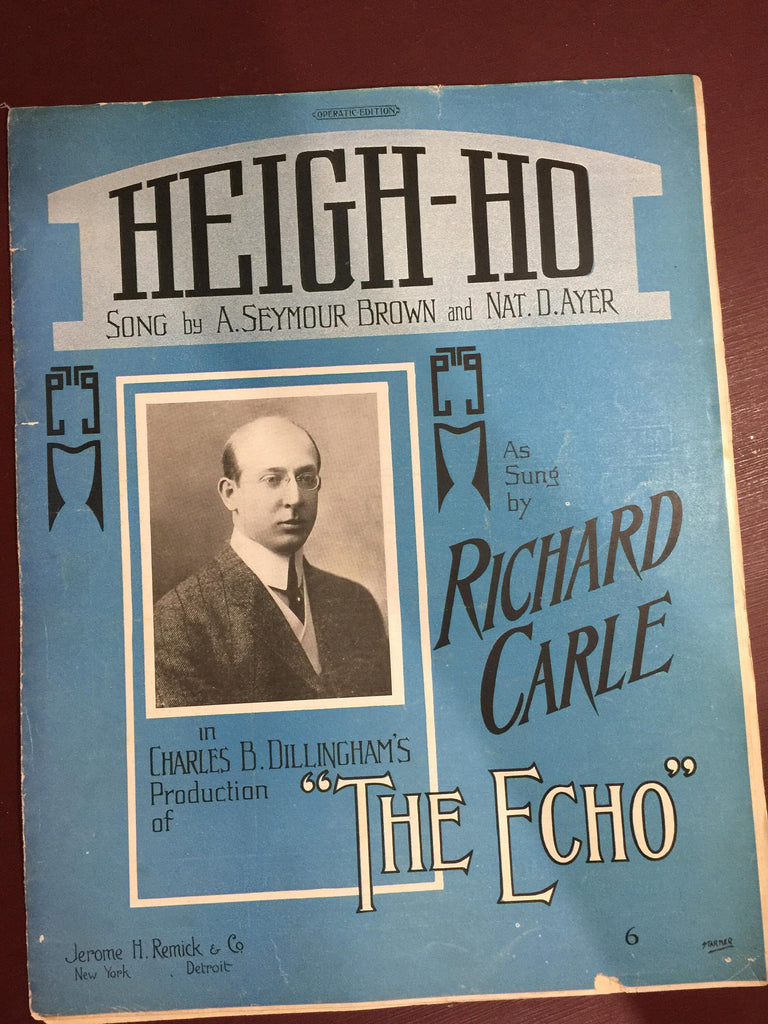 OPERATIC EDITION
HEIGH-HO
SONG by A. SEYMOUR BROWN and NAT. D. AYER
As
Sung
by
RICHARD
CARLE
in
CHARLES B. DILLINGHAM'S
Production
of
"THE ECHO"
Jerome H. Remick & Co
New York . Detroit
6
STARMER